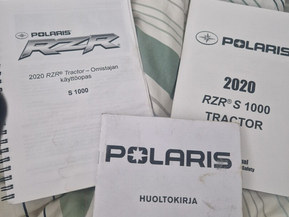 POLARIS
RZR
2020 RZR® Tractor – Omistajan
käyttöopas
S 1000
POLARIS
2020
RZR® S 1000
TRACTOR
POLARIS
HUOLTOKIRJA